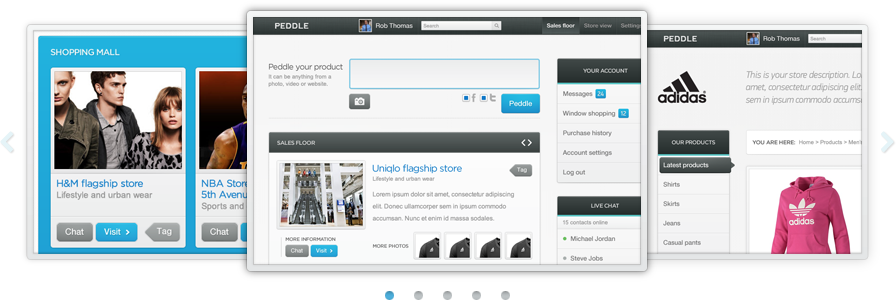 SHOPPING MALL
H&M flagship store
Lifestyle and urban wear
Chat
Visit
Tag
NBA Store
5th Avenu
Sports and
PEDDLE
Rob Thomas
Search
Sales floor
Store view
Settings
Peddle your product
It can be anything from a
photo, video or website.
Peddle
SALES FLOOR
Uniqlo flagship store
Tag
Lifestyle and urban wear
Lorem ipsum dolor sit amet, consectetur adipiscing
elit. Donec ullamcorper sem in ipsum commodo
accumsan. Nunc et enim id massa sodales.
MORE INFORMATION
Chat
Visit
MORE PHOTOS
YOUR ACCOUNT
Messages 24
Window shopping 12
Purchase history
Account settings
Log out
LIVE CHAT
15 contacts online
Michael Jordan
Steve Jobs
PEDDLE
Rob Thomas
Search
adidas
This is your store description. Lo
amet, consectetur adipiscing elit
sem in ipsum commodo accumsa
OUR PRODUCTS
Latest products
Shirts
Skirts
Jeans
Casual pants
YOU ARE HERE: Home > Products > Men's
adidas